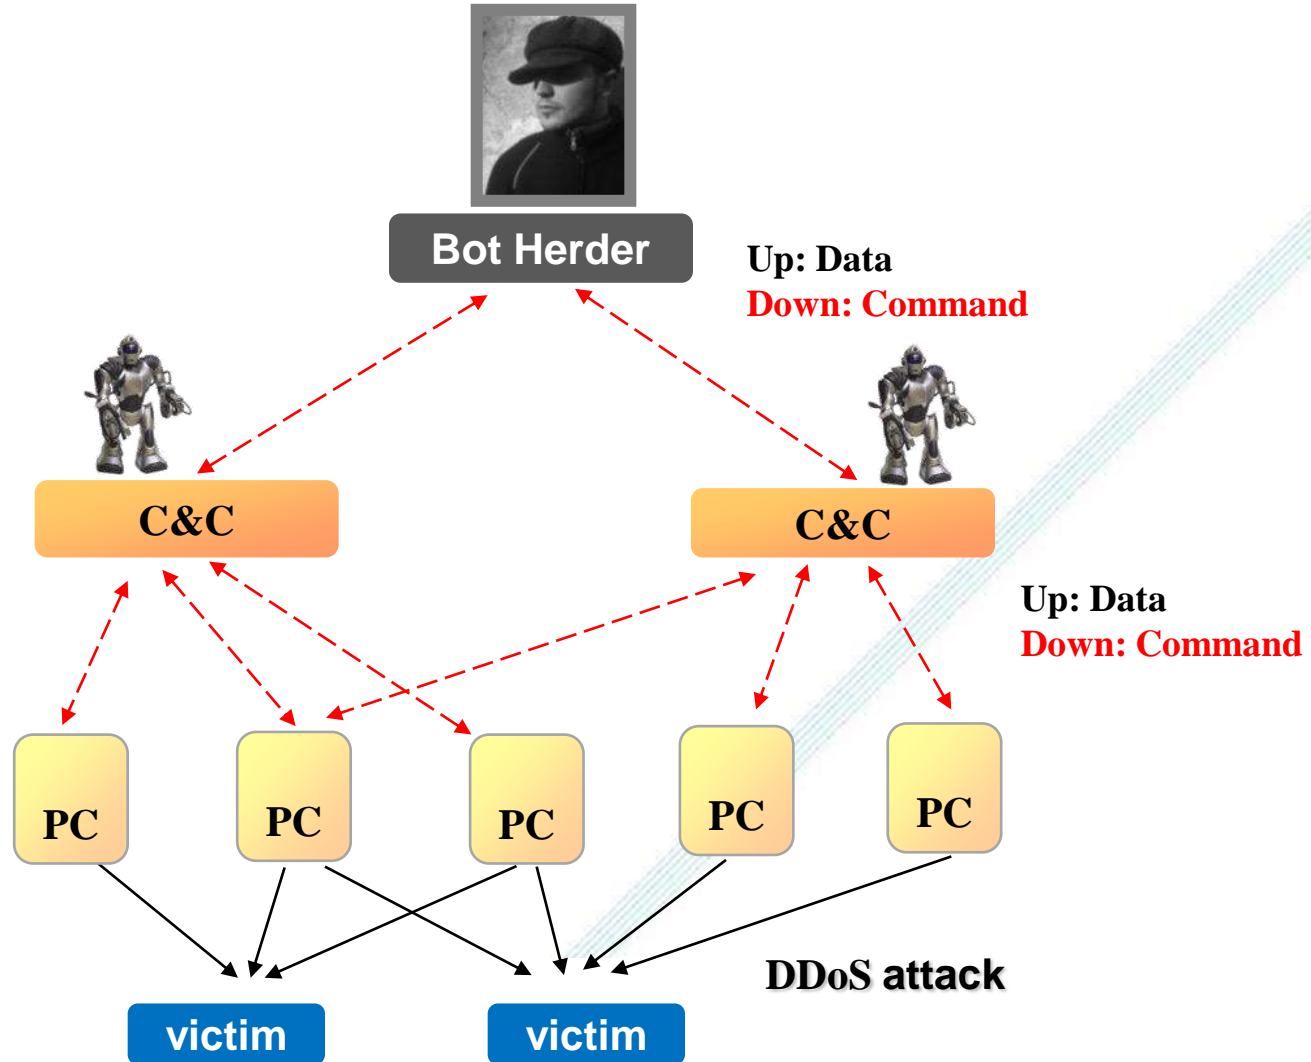 Bot Herder
Up: Data
Down: Command
C&C
C&C
Up: Data
Down: Command
PC
PC
PC
PC
PC
DDoS attack
victim
victim